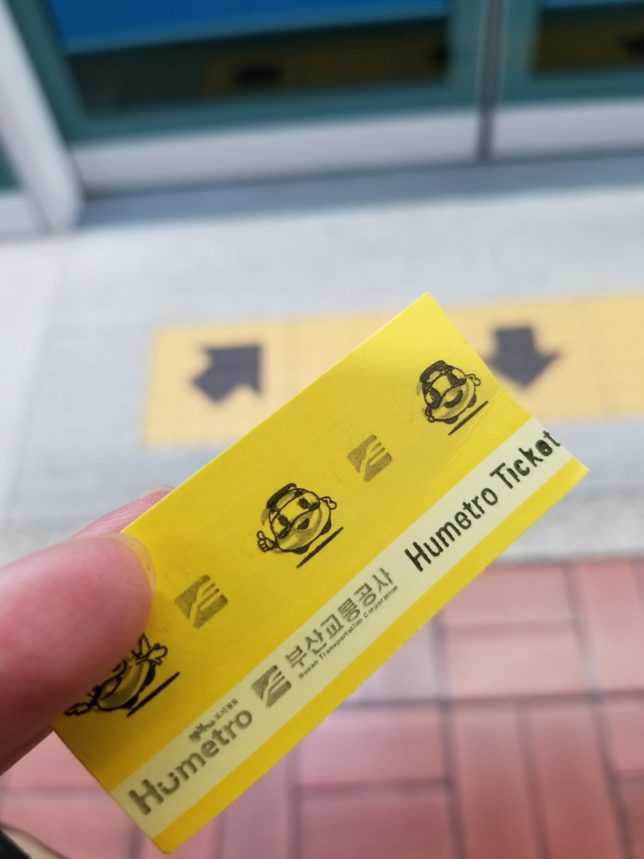 Humetro 부산교통공사 Humetro Ticket
Busan Transportation Corporation